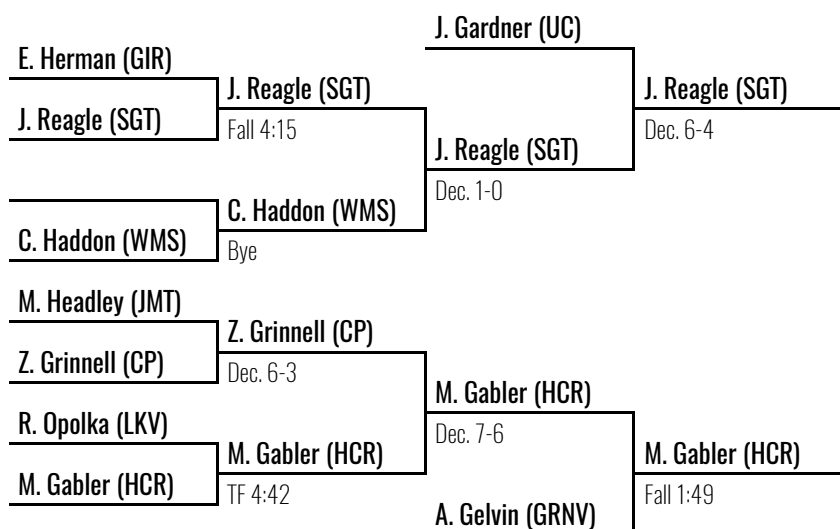 E. Herman (GIR)
J. Reagle (SGT)
C. Haddon (WMS)
M. Headley (JMT)
Z. Grinnell (CP)
R. Opolka (LKV)
M. Gabler (HCR)
J. Reagle (SGT)
Fall 4:15
C. Haddon (WMS)
Bye
Z. Grinnell (CP)
Dec. 6-3
M. Gabler (HCR)
TF 4:42
J. Gardner (UC)
J. Reagle (SGT)
Dec. 1-0
M. Gabler (HCR)
Dec. 7-6
A. Gelvin (GRNV)
J. Reagle (SGT)
Dec. 6-4
M. Gabler (HCR)
Fall 1:49